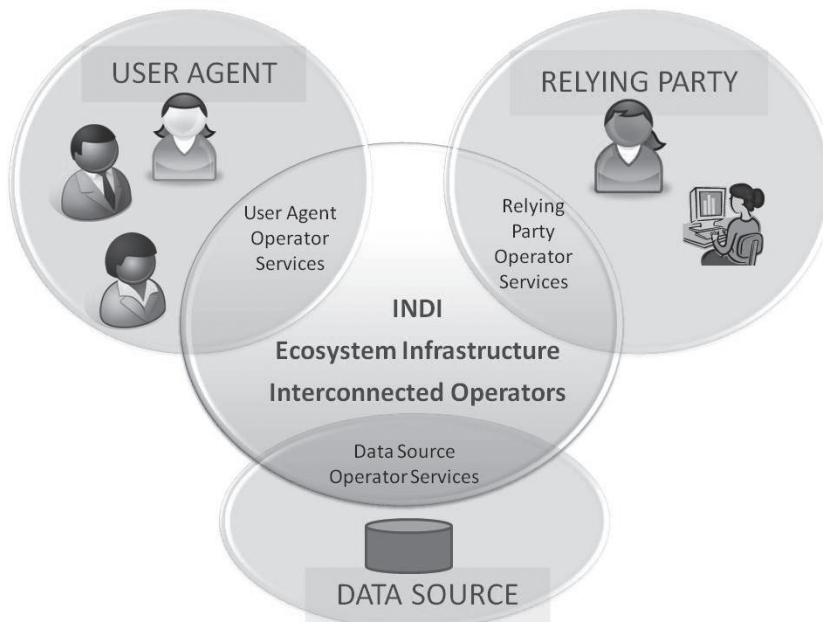 USER AGENT
RELYING PARTY
User Agent
Operator
Services
Relying
Party
Operator
Services
INDI
Ecosystem Infrastructure
Interconnected Operators
Data Source
Operator Services
DATA SOURCE